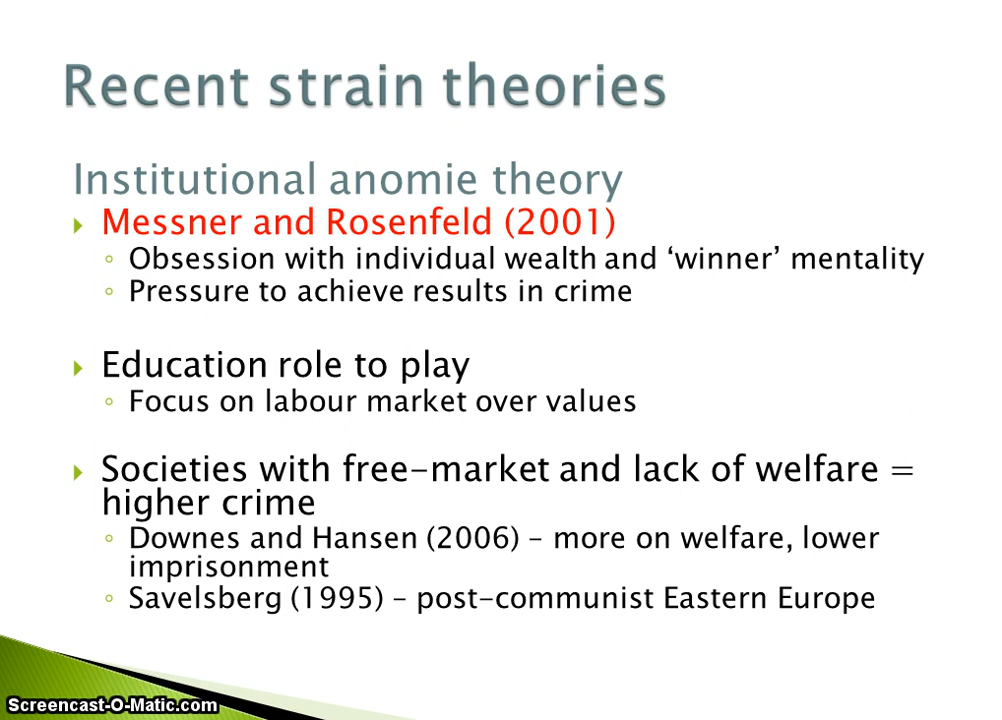 Recent strain theories
Institutional anomie theory
Messner and Rosenfeld (2001)
Obsession with individual wealth and ‘winner’ mentality
Pressure to achieve results in crime
Education role to play
Focus on labour market over values
Societies with free-market and lack of welfare =
higher crime
Downes and Hansen (2006) – more on welfare, lower
imprisonment
Savelsberg (1995) – post-communist Eastern Europe
Screencast-O-Matic.com